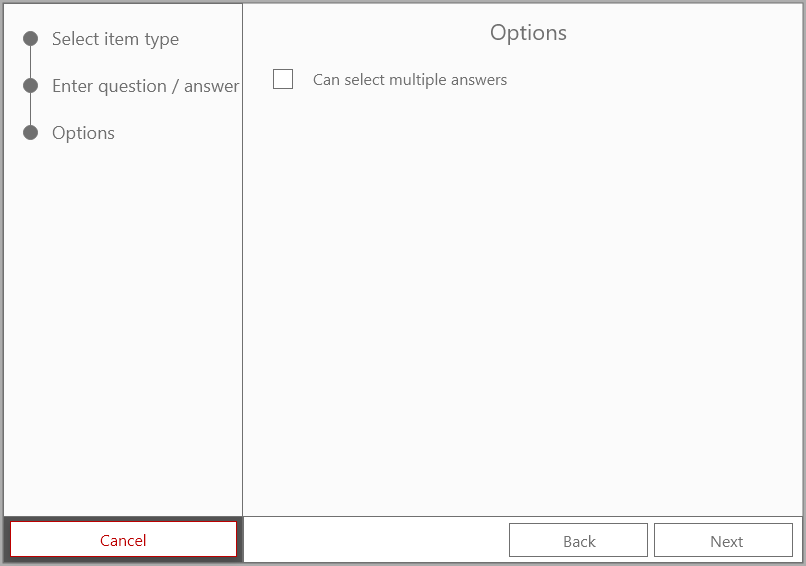 Select item type
Enter question / answer
Options
Options
Can select multiple answers
Cancel
Back
Next